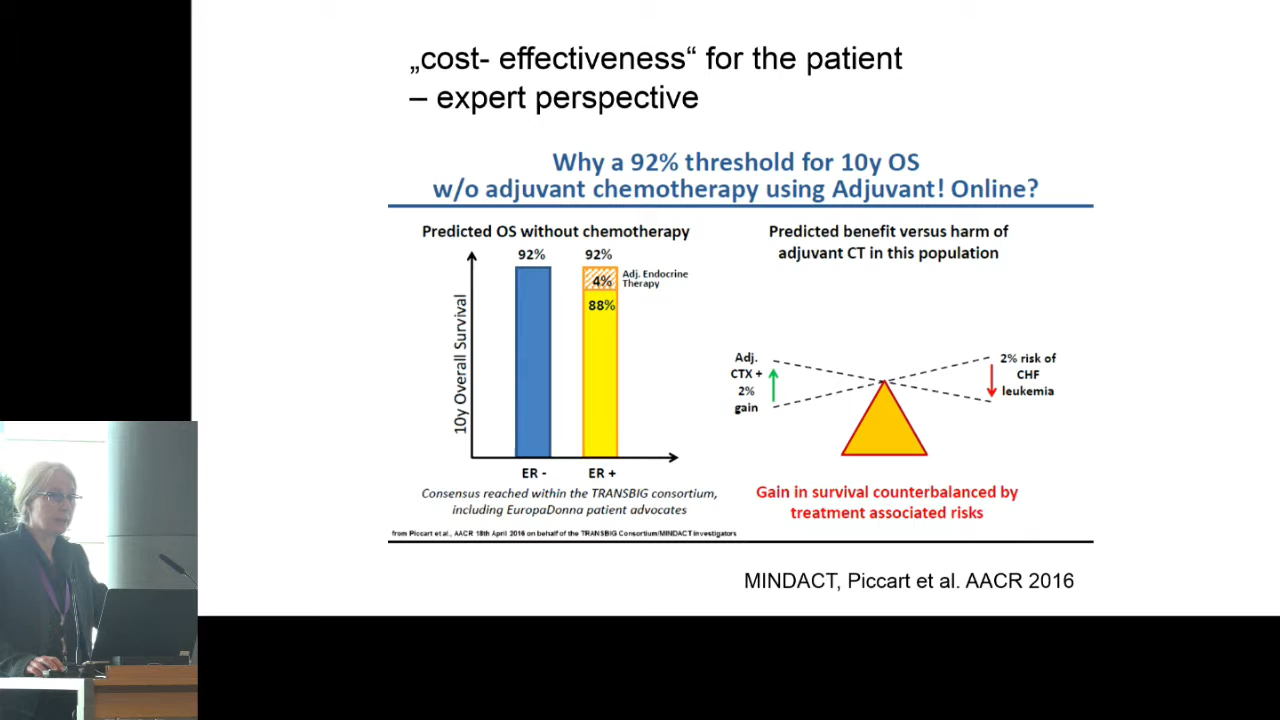 „cost- effectiveness“ for the patient
– expert perspective
Why a 92% threshold for 10y OS
w/o adjuvant chemotherapy using Adjuvant! Online?
Predicted OS without chemotherapy
92%
92%
4%
Adj. Endocrine
Therapy
88%
10y Overall Survival
ER -
ER +
Consensus reached within the TRANSBIG consortium,
including EuropaDonna patient advocates
Predicted benefit versus harm of
adjuvant CT in this population
Adj.
CTX +
2%
gain
2% risk of
CHF
leukemia
Gain in survival counterbalanced by
treatment associated risks
from Piccart et al., AACR 18th April 2016 on behalf of the TRANSBIG Consortium/MINDACT investigators
MINDACT, Piccart et al. AACR 2016